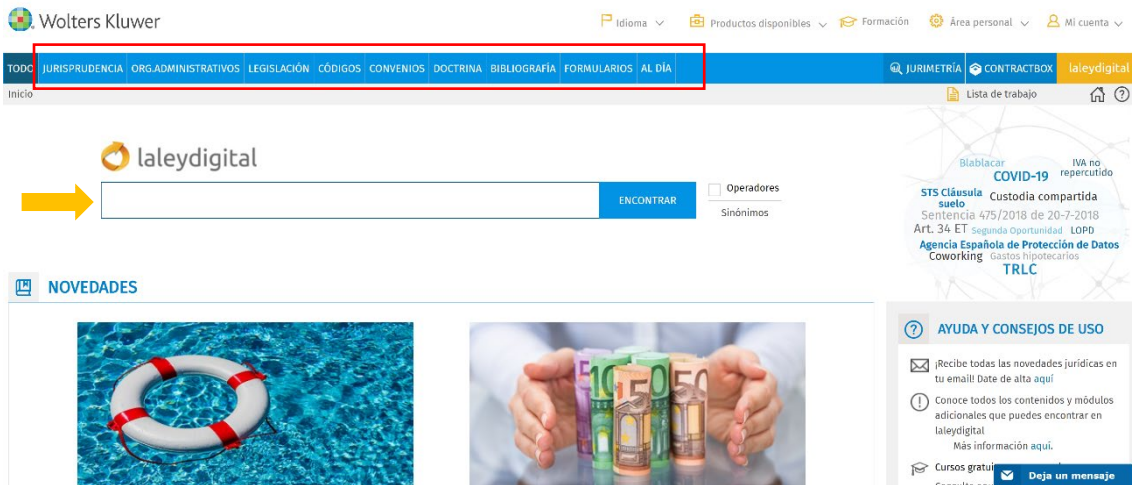 Wolters Kluwer
Idioma
Productos disponibles
Formación
Área personal
Mi cuenta
TODO JURISPRUDENCIA ORG.ADMINISTRATIVOS LEGISLACIÓN CÓDIGOS CONVENIOS DOCTRINA BIBLIOGRAFÍA FORMULARIOS AL DÍA
JURIMETRÍA CONTRACTBOX laleydigital
Inicio
Lista de trabajo
laleydigital
ENCONTRAR
Operadores
Sinónimos
Blablacar
IVA no
repercutido
COVID-19
STS Cláusula
suelo
Custodia compartida
Sentencia 475/2018 de 20-7-2018
Art. 34 ET Segunda Oportunidad LOPD
Agencia Española de Protección de Datos
Coworking Gastos hipotecarios
TRLC
NOVEDADES
AYUDA Y CONSEJOS DE USO
¡Recibe todas las novedades jurídicas en
tu email! Date de alta aquí
Conoce todos los contenidos y módulos
adicionales que puedes encontrar en
laleydigital
Más información aquí.
Cursos
Deja un mensaje